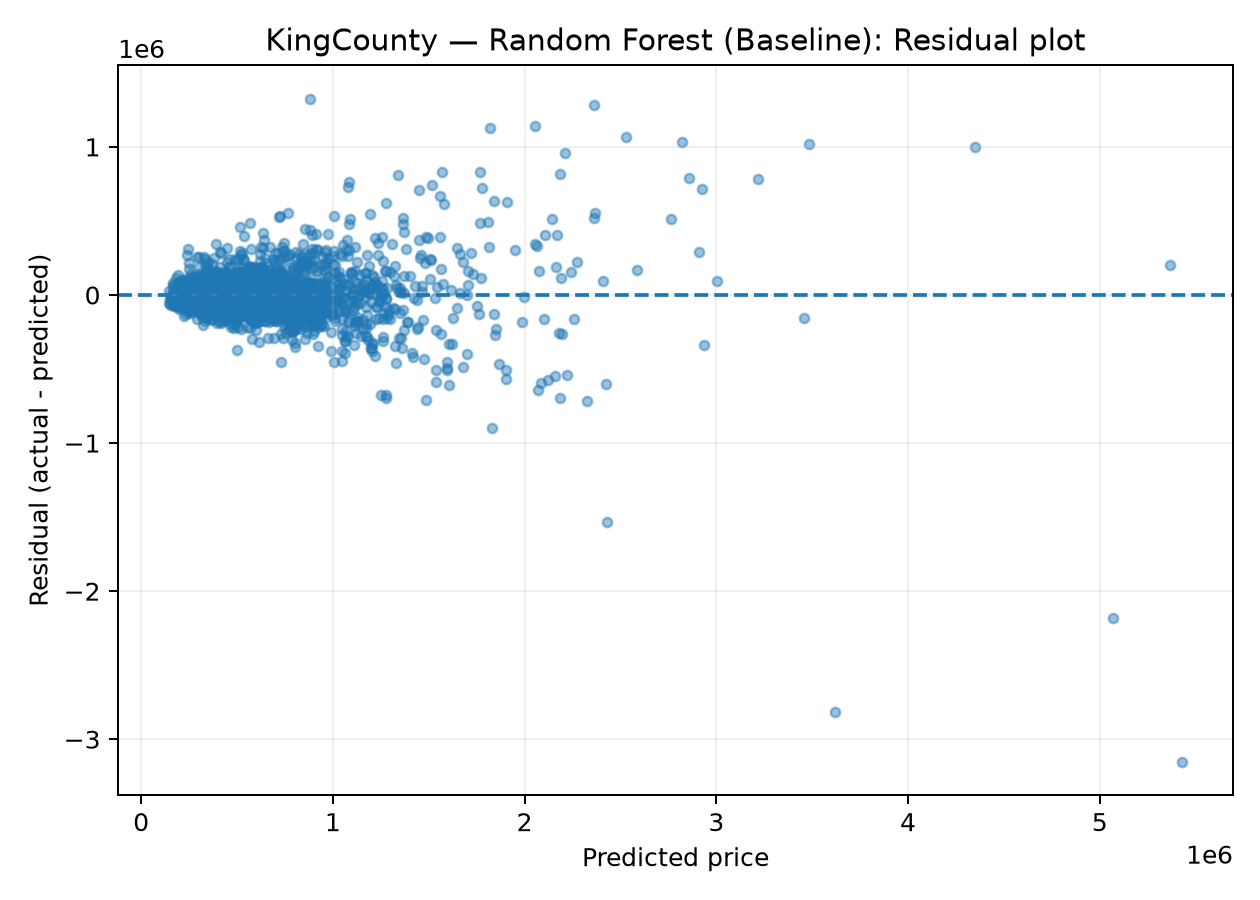 KingCounty — Random Forest (Baseline): Residual plot
1e6
1
0
−1
−2
−3
Residual (actual - predicted)
0 1 2 3 4 5
Predicted price
1e6